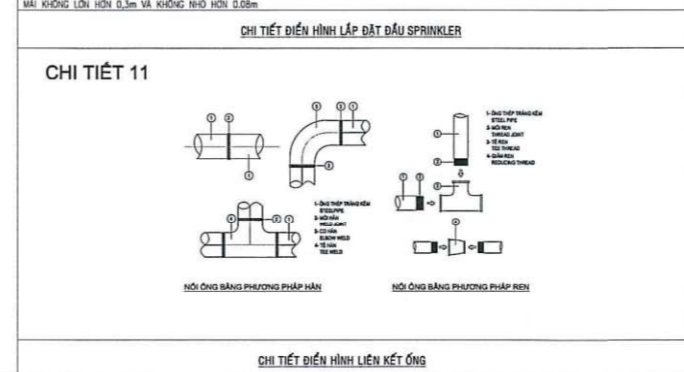 MÁI KHÔNG LỚN HƠN 0,3m VÀ KHÔNG NHỎ HƠN 0.08m
CHI TIẾT ĐIỂN HÌNH LẮP ĐẶT ĐẦU SPRINKLER
CHI TIẾT 11
1- ỐNG THÉP TRÁNG KẼM
STEEL PIPE
2- MỐI REN
THREAD JOINT
3- TÊ REN
TEE THREAD
4- GIẢM REN
REDUCING THREAD
1- ỐNG THÉP TRÁNG KẼM
STEELPIPE
2- MỐI HÀN
WELD JOINT
3- CO HÀN
ELBOW WELD
4- TÊ HÀN
TEE WELD
NỐI ỐNG BẰNG PHƯƠNG PHÁP HÀN
NỐI ỐNG BẰNG PHƯƠNG PHÁP REN
CHI TIẾT ĐIỂN HÌNH LIÊN KẾT ỐNG